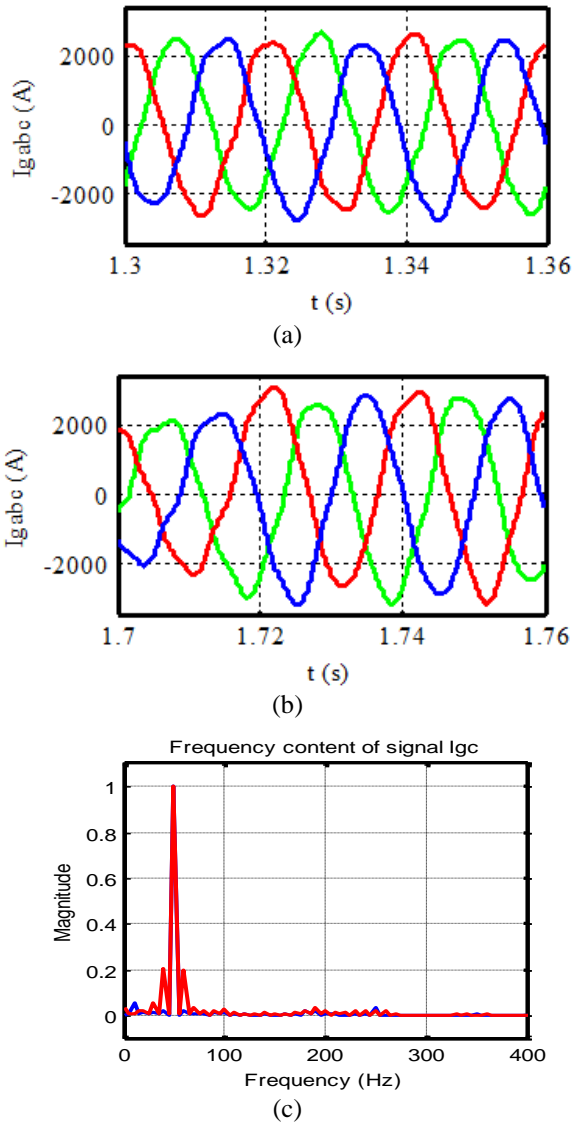 Igabc (A)
2000
0
-2000
1.3 1.32 1.34 1.36
t (s)
(a)
Igabc (A)
2000
0
-2000
1.7 1.72 1.74 1.76
t (s)
(b)
Frequency content of signal Igc
Magnitude
1
0.8
0.6
0.4
0.2
0
0 100 200 300 400
Frequency (Hz)
(c)